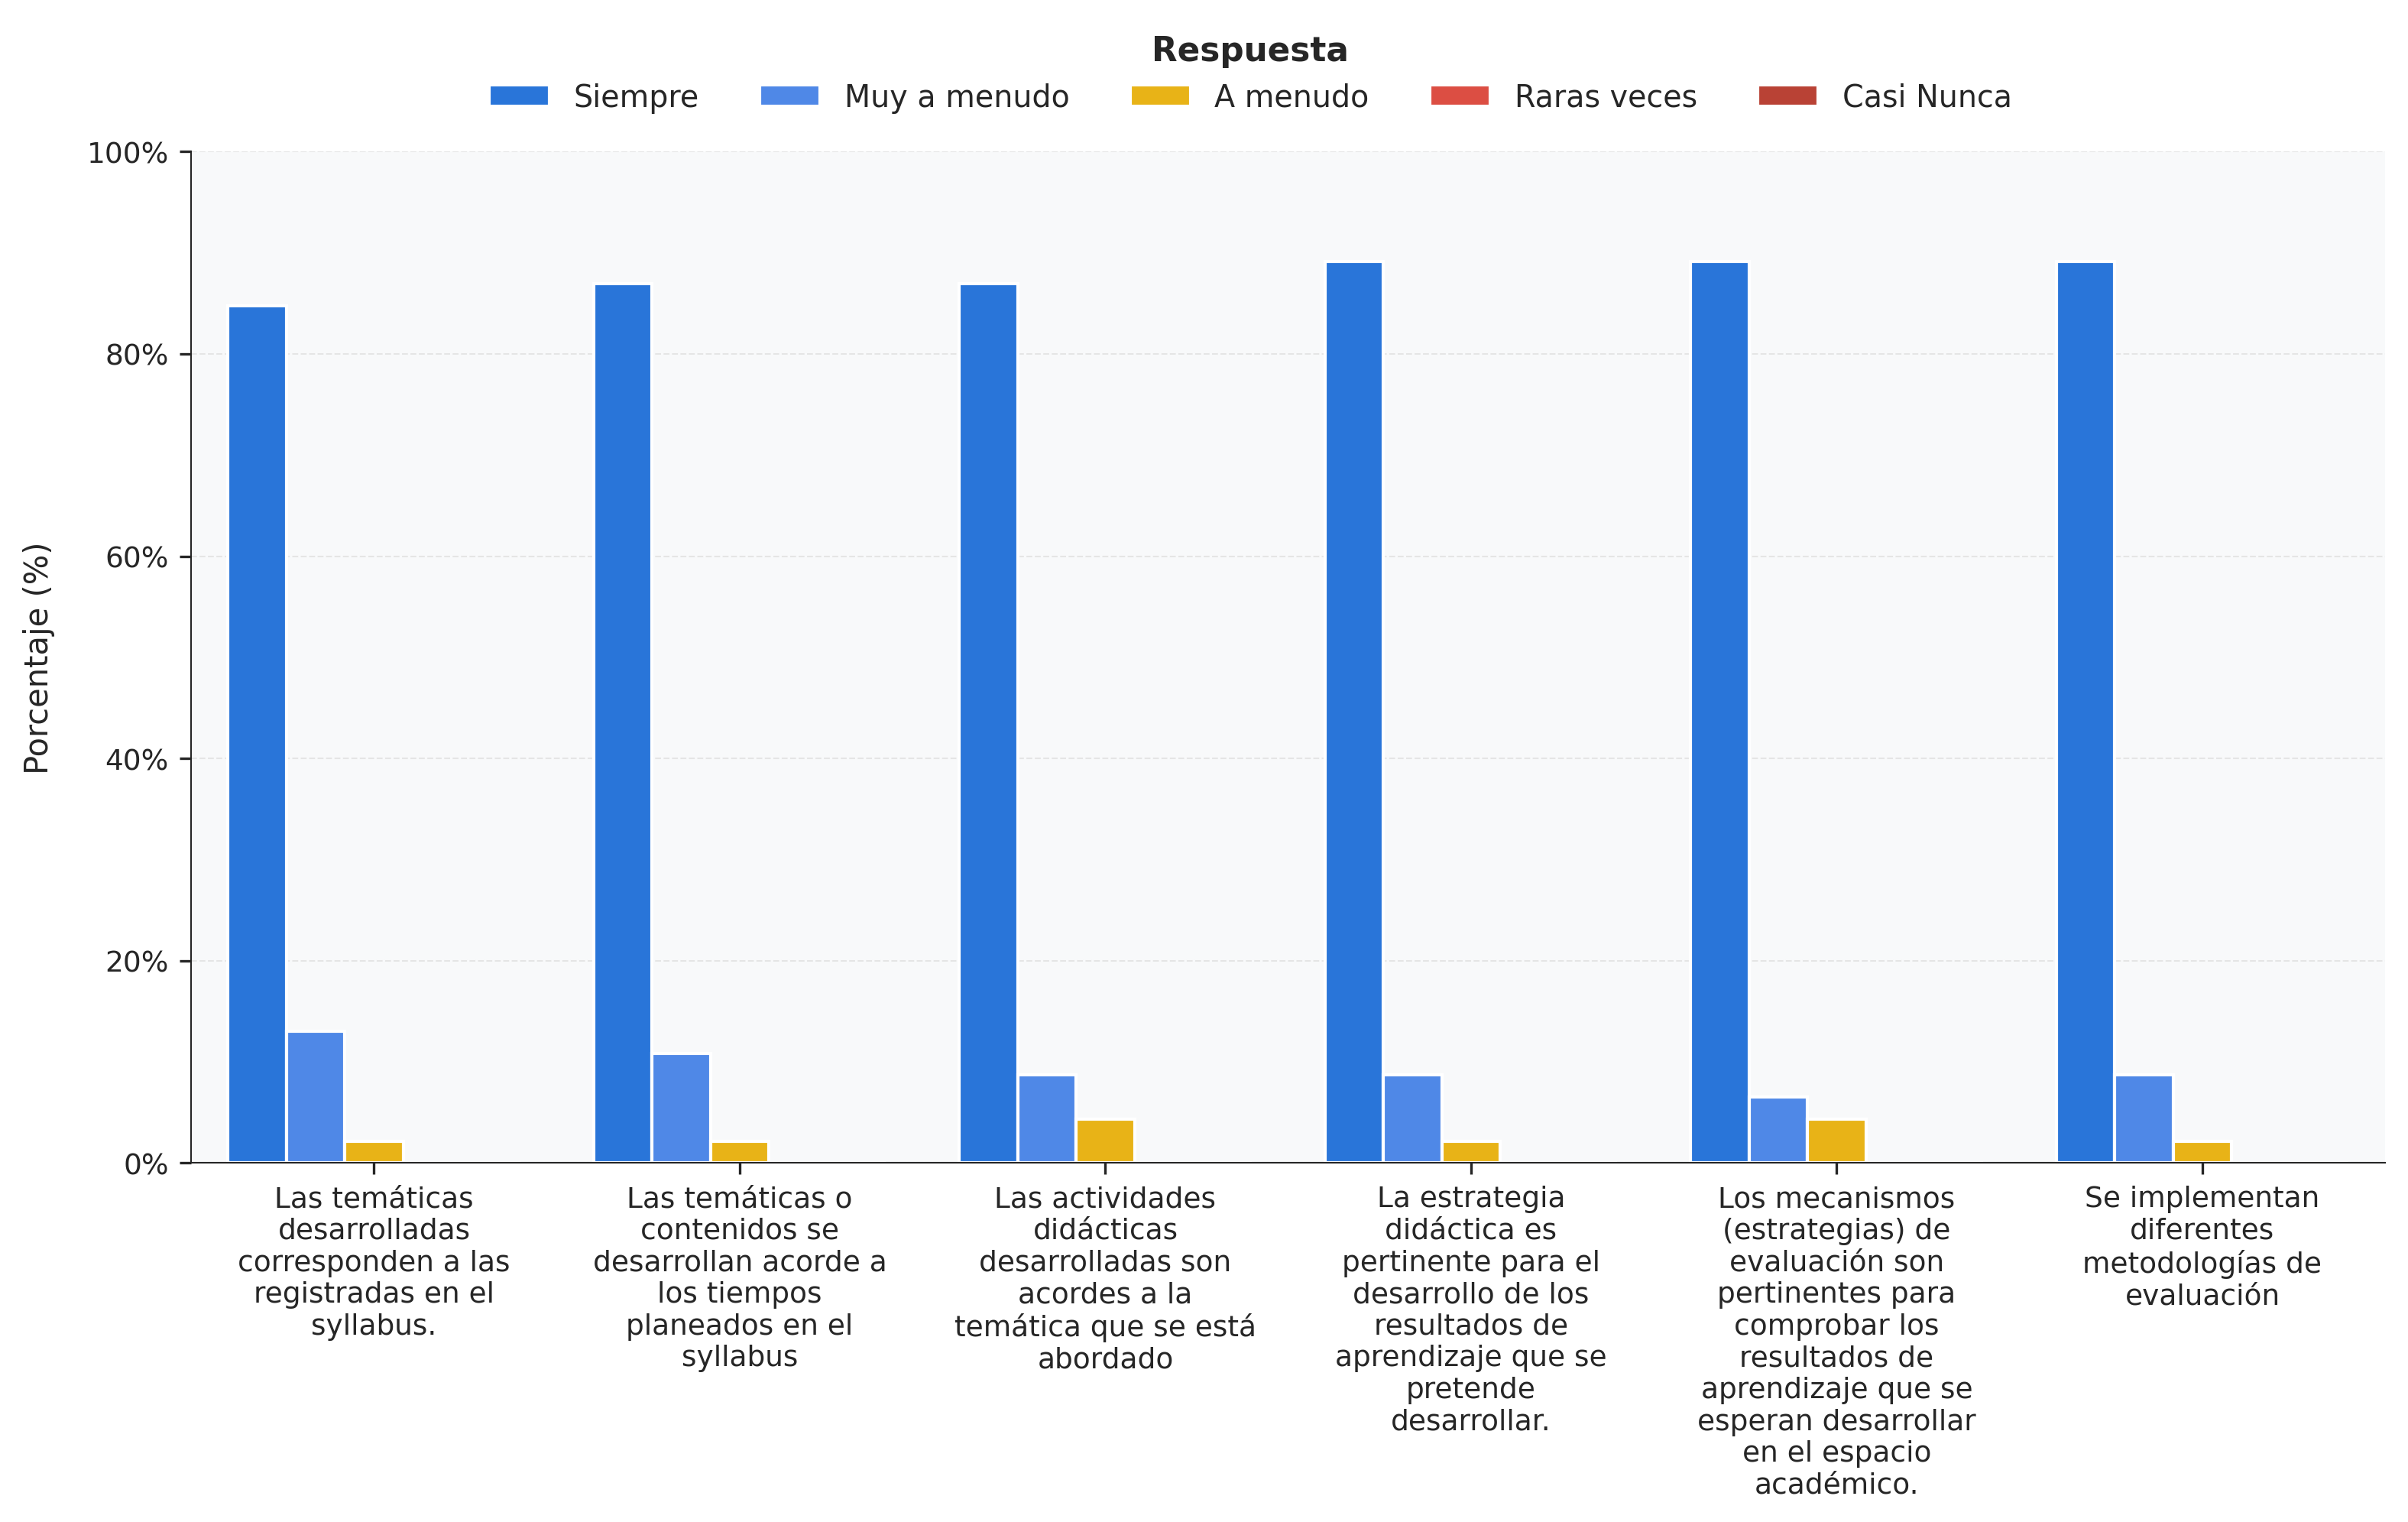 Respuesta
Siempre
Muy a menudo
A menudo
Raras veces
Casi Nunca
Porcentaje (%)
100%
80%
60%
40%
20%
0%
Las temáticas
desarrolladas
corresponden a las
registradas en el
syllabus.
Las temáticas o
contenidos se
desarrollan acorde a
los tiempos
planeados en el
syllabus
Las actividades
didácticas
desarrolladas son
acordes a la
temática que se está
abordado
La estrategia
didáctica es
pertinente para el
desarrollo de los
resultados de
aprendizaje que se
pretende
desarrollar.
Los mecanismos
(estrategias) de
evaluación son
pertinentes para
comprobar los
resultados de
aprendizaje que se
esperan desarrollar
en el espacio
académico.
Se implementan
diferentes
metodologías de
evaluación